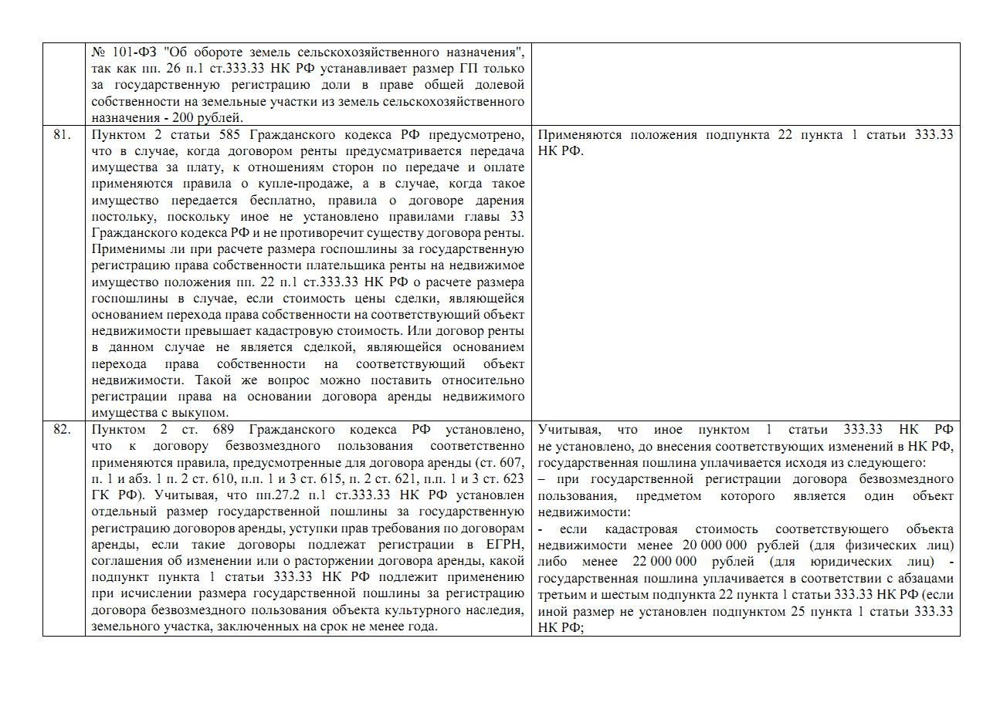 № 101-ФЗ "Об обороте земель сельскохозяйственного назначения",
так как пп. 26 п.1 ст.333.33 НК РФ устанавливает размер ГП только
за государственную регистрацию доли в праве общей долевой
собственности на земельные участки из земель сельскохозяйственного
назначения - 200 рублей.
81.
Пунктом 2 статьи 585 Гражданского кодекса РФ предусмотрено,
что в случае, когда договором ренты предусматривается передача
имущества за плату, к отношениям сторон по передаче и оплате
применяются правила о купле-продаже, а в случае, когда такое
имущество передается бесплатно, правила о договоре дарения
постольку, поскольку иное не установлено правилами главы 33
Гражданского кодекса РФ и не противоречит существу договора ренты.
Применимы ли при расчете размера госпошлины за государственную
регистрацию права собственности плательщика ренты на недвижимое
имущество положения пп. 22 п.1 ст.333.33 НК РФ о расчете размера
госпошлины в случае, если стоимость цены сделки, являющейся
основанием перехода права собственности на соответствующий объект
недвижимости превышает кадастровую стоимость. Или договор ренты
в данном случае не является сделкой, являющейся основанием
перехода права собственности на соответствующий объект
недвижимости. Такой же вопрос можно поставить относительно
регистрации права на основании договора аренды недвижимого
имущества с выкупом.
Применяются положения подпункта 22 пункта 1 статьи 333.33
НК РФ.
82.
Пунктом 2 ст. 689 Гражданского кодекса РФ установлено,
что к договору безвозмездного пользования соответственно
применяются правила, предусмотренные для договора аренды (ст. 607,
п. 1 и абз. 1 п. 2 ст. 610, п.п. 1 и 3 ст. 615, п. 2 ст. 621, п.п. 1 и 3 ст. 623
ГК РФ). Учитывая, что пп.27.2 п.1 ст.333.33 НК РФ установлен
отдельный размер государственной пошлины за государственную
регистрацию договоров аренды, уступки прав требования по договорам
аренды, если такие договоры подлежат регистрации в ЕГРН,
соглашения об изменении или о расторжении договора аренды, какой
подпункт пункта 1 статьи 333.33 НК РФ подлежит применению
при исчислении размера государственной пошлины за регистрацию
договора безвозмездного пользования объекта культурного наследия,
земельного участка, заключенных на срок не менее года.
Учитывая, что иное пунктом 1 статьи 333.33 НК РФ
не установлено, до внесения соответствующих изменений в НК РФ,
государственная пошлина уплачивается исходя из следующего:
– при государственной регистрации договора безвозмездного
пользования, предметом которого является один объект
недвижимости:
- если кадастровая стоимость соответствующего объекта
недвижимости менее 20 000 000 рублей (для физических лиц)
либо менее 22 000 000 рублей (для юридических лиц) -
государственная пошлина уплачивается в соответствии с абзацами
третьим и шестым подпункта 22 пункта 1 статьи 333.33 НК РФ (если
иной размер не установлен подпунктом 25 пункта 1 статьи 333.33
НК РФ;